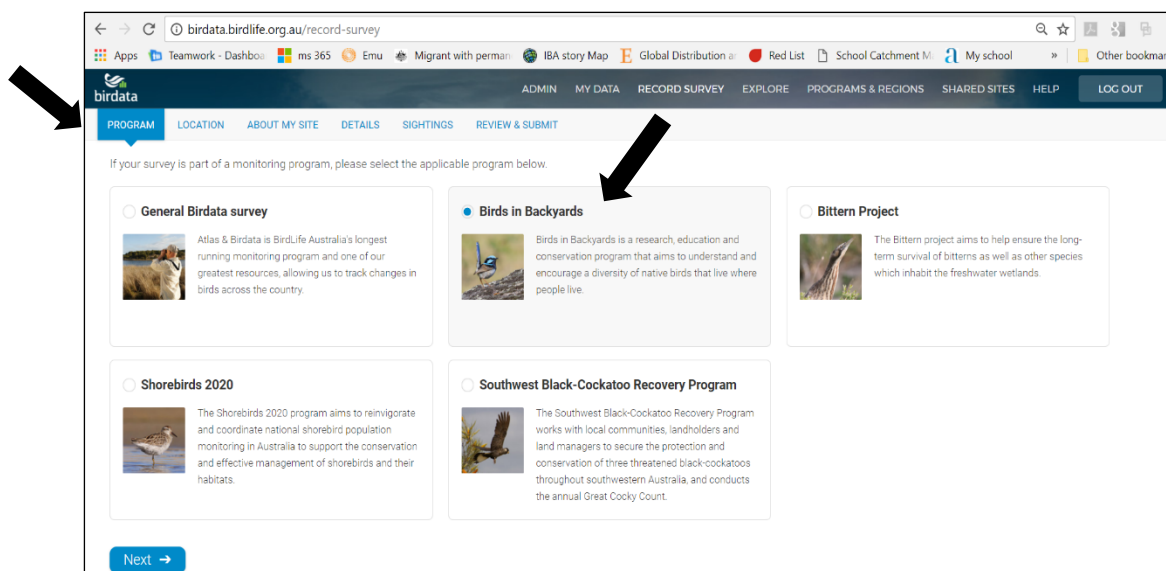 birdata.birdlife.org.au/record-survey
Apps Teamwork - Dashboa ms 365 Emu Migrant with perman IBA story Map Global Distribution a Red List School Catchment M My school » Other bookmar
birdata ADMIN MY DATA RECORD SURVEY EXPLORE PROGRAMS & REGIONS SHARED SITES HELP LOG OUT
PROGRAM LOCATION ABOUT MY SITE DETAILS SIGHTINGS REVIEW & SUBMIT
If your survey is part of a monitoring program, please select the applicable program below.
General Birdata survey
Atlas & Birdata is BirdLife Australia's longest
running monitoring program and one of our
greatest resources, allowing us to track changes in
birds across the country.
Birds in Backyards
Birds in Backyards is a research, education and
conservation program that aims to understand and
encourage a diversity of native birds that live where
people live.
Bittern Project
The Bittern project aims to help ensure the long-
term survival of bitterns as well as other species
which inhabit the freshwater wetlands.
Shorebirds 2020
The Shorebirds 2020 program aims to reinvigorate
and coordinate national shorebird population
monitoring in Australia to support the conservation
and effective management of shorebirds and their
habitats.
Southwest Black-Cockatoo Recovery Program
The Southwest Black-Cockatoo Recovery Program
works with local communities, landholders and
land managers to secure the protection and
conservation of three threatened black-cockatoos
throughout southwestern Australia, and conducts
the annual Great Cocky Count.
Next →